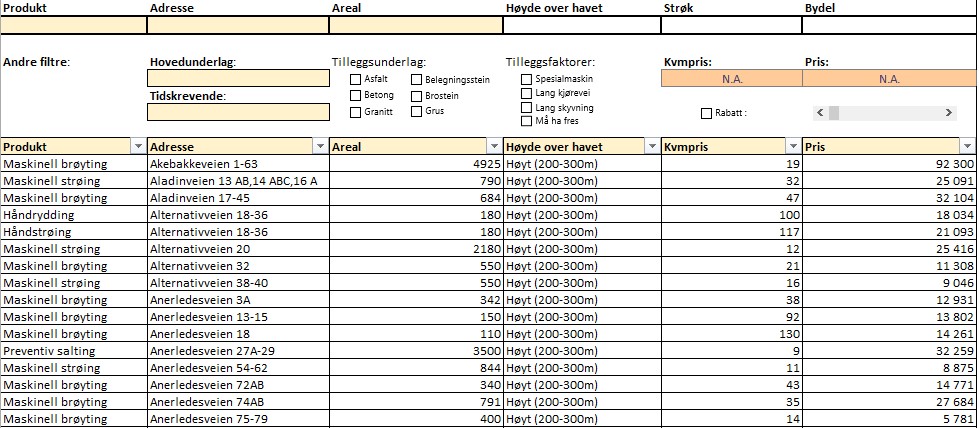 Produkt Adresse Areal Høyde over havet Strøk Bydel
Andre filtre: Hovedunderlag: Tilleggsunderlag: Tilleggsfaktorer: Kvmpris: Pris:
Asfalt Belegningsstein Spesialmaskin N.A. N.A.
Tidskrevende: Betong Brostein Lang kjørevei
Granitt Grus Lang skyvning Rabatt :
Må ha fres
Produkt Adresse Areal Høyde over havet Kvmpris Pris
Maskinell brøyting Akebakkeveien 1-63 4925 Høyt (200-300m) 19 92 300
Maskinell strøing Aladinveien 13 AB,14 ABC,16 A 790 Høyt (200-300m) 32 25 091
Maskinell brøyting Aladinveien 17-45 684 Høyt (200-300m) 47 32 104
Håndrydding Alternativveien 18-36 180 Høyt (200-300m) 100 18 034
Håndstrøing Alternativveien 18-36 180 Høyt (200-300m) 117 21 093
Maskinell strøing Alternativveien 20 2180 Høyt (200-300m) 12 25 416
Maskinell brøyting Alternativveien 32 550 Høyt (200-300m) 21 11 308
Maskinell strøing Alternativveien 38-40 550 Høyt (200-300m) 16 9 046
Maskinell brøyting Anerledesveien 3A 342 Høyt (200-300m) 38 12 931
Maskinell brøyting Anerledesveien 13-15 150 Høyt (200-300m) 92 13 802
Maskinell brøyting Anerledesveien 18 110 Høyt (200-300m) 130 14 261
Preventiv salting Anerledesveien 27A-29 3500 Høyt (200-300m) 9 32 259
Maskinell strøing Anerledesveien 54-62 844 Høyt (200-300m) 11 8 875
Maskinell brøyting Anerledesveien 72AB 340 Høyt (200-300m) 43 14 771
Maskinell brøyting Anerledesveien 74AB 791 Høyt (200-300m) 35 27 684
Maskinell brøyting Anerledesveien 75-79 400 Høyt (200-300m) 14 5 781